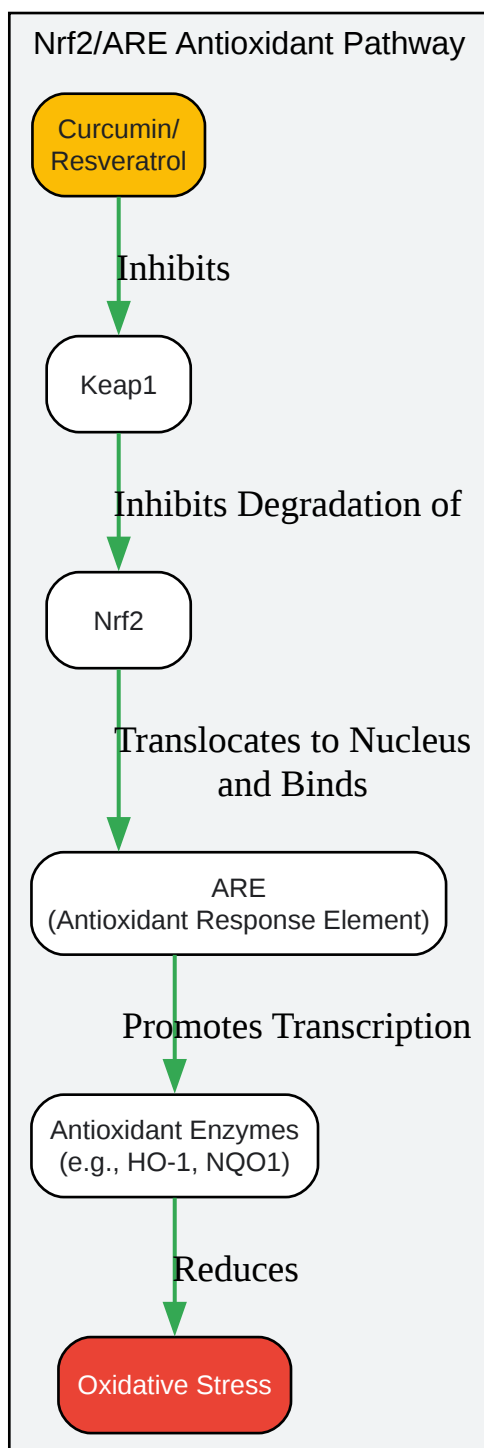 Nrf2/ARE Antioxidant Pathway
Curcumin/
Resveratrol
Inhibits
Keap1
Inhibits Degradation of
Nrf2
Translocates to Nucleus
and Binds
ARE
(Antioxidant Response Element)
Promotes Transcription
Antioxidant Enzymes
(e.g., HO-1, NQO1)
Reduces
Oxidative Stress